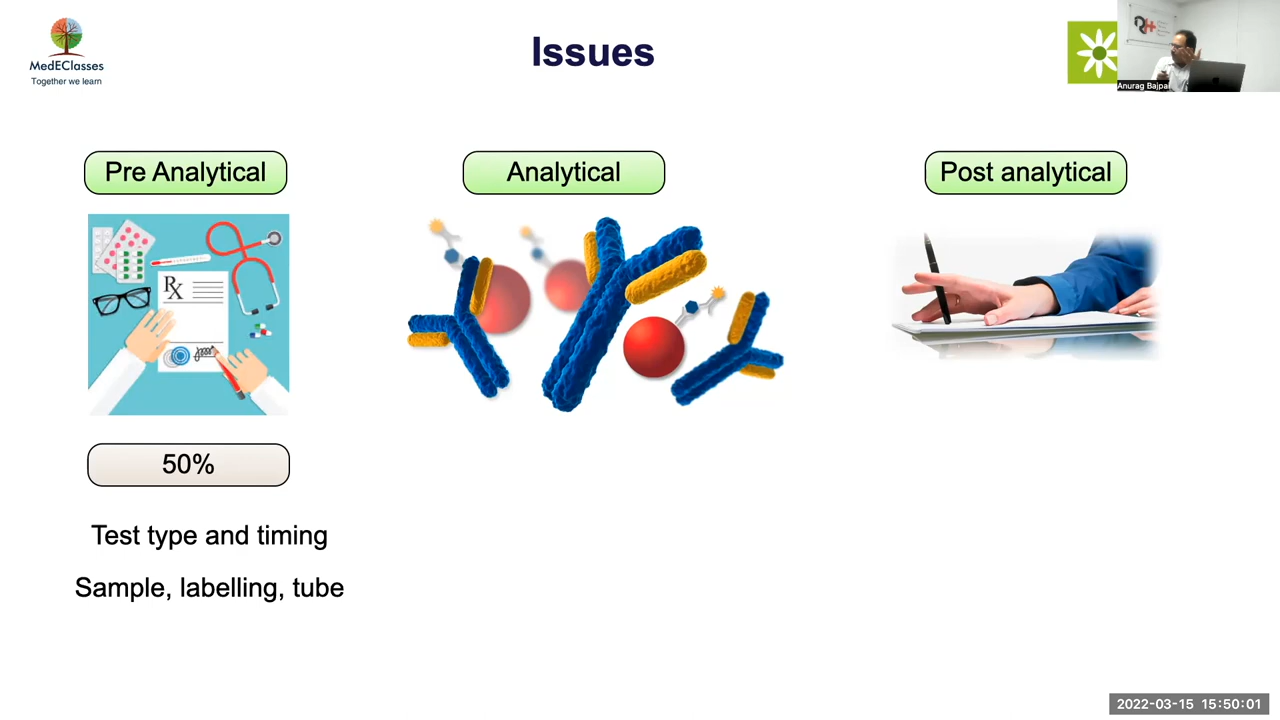 MedEClasses
Together we learn
Issues
Anurag Bajpai
Pre Analytical
Analytical
Post analytical
Rx
50%
Test type and timing
Sample, labelling, tube
2022-03-15 15:50:01